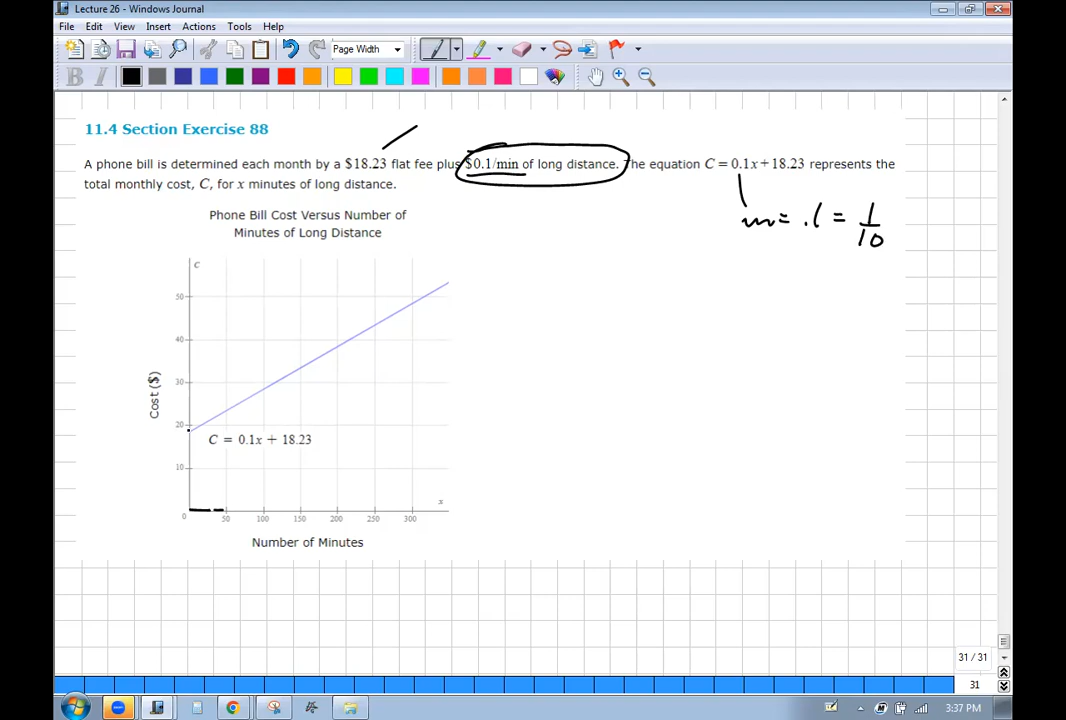 Lecture 26 - Windows Journal
File Edit View Insert Actions Tools Help
Page Width
B I
11.4 Section Exercise 88
A phone bill is determined each month by a $18.23 flat fee plus $0.1/min of long distance. The equation C = 0.1x + 18.23 represents the
total monthly cost, C, for x minutes of long distance.
m = .1 = 1/10
Phone Bill Cost Versus Number of
Minutes of Long Distance
C
50
40
30
20
10
Cost ($)
C = 0.1x + 18.23
x
0 50 100 150 200 250 300
Number of Minutes
31 / 31
31
3:37 PM